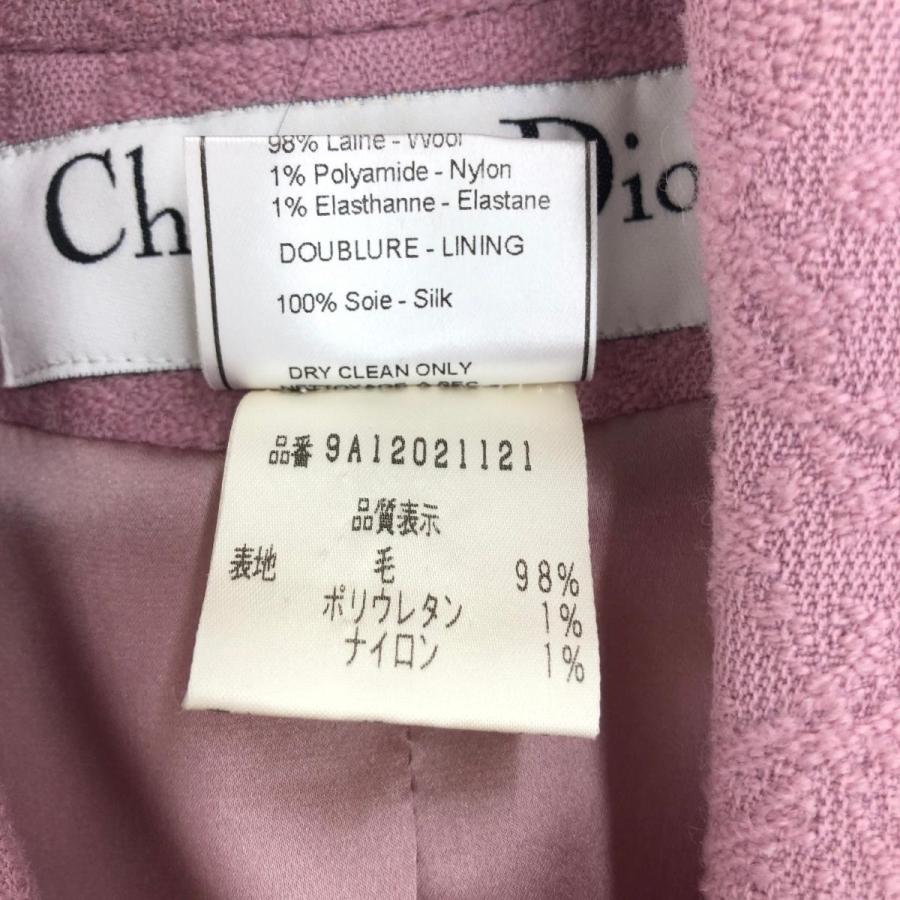 Ch
Dio
98% Laine - Wool
1% Polyamide - Nylon
1% Elasthanne - Elastane
DOUBLURE - LINING
100% Soie - Silk
DRY CLEAN ONLY
品番 9A12021121
品質表示
表地 毛 98%
ポリウレタン 1%
ナイロン 1%